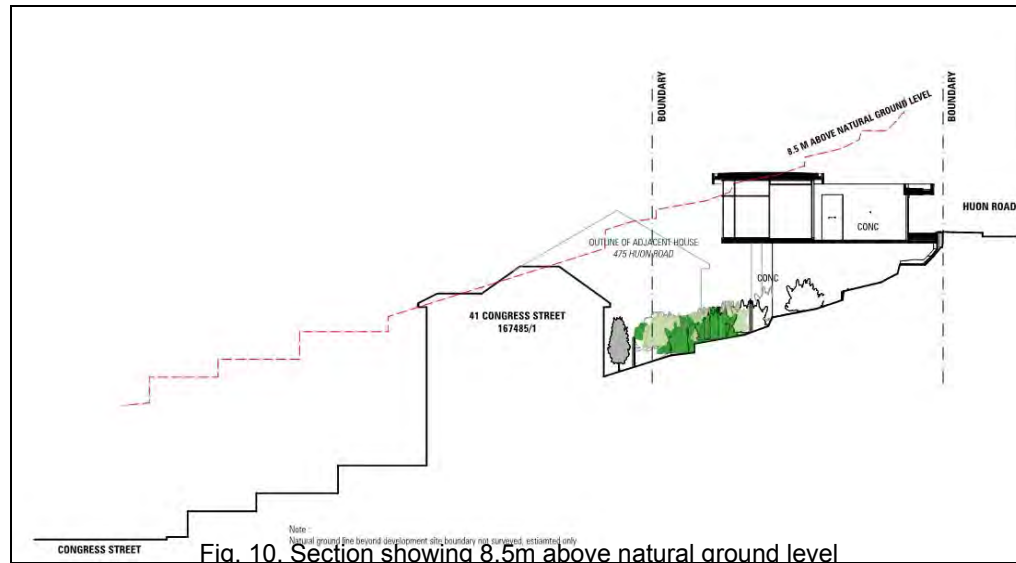 BOUNDARY
BOUNDARY
8.5 M ABOVE NATURAL GROUND LEVEL
HUON ROAD
CONC
OUTLINE OF ADJACENT HOUSE
475 HUON ROAD
CONC
41 CONGRESS STREET
167485/1
Note :
Natural ground line beyond development site boundary not surveyed, estiamted only
CONGRESS STREET
Fig. 10. Section showing 8.5m above natural ground level